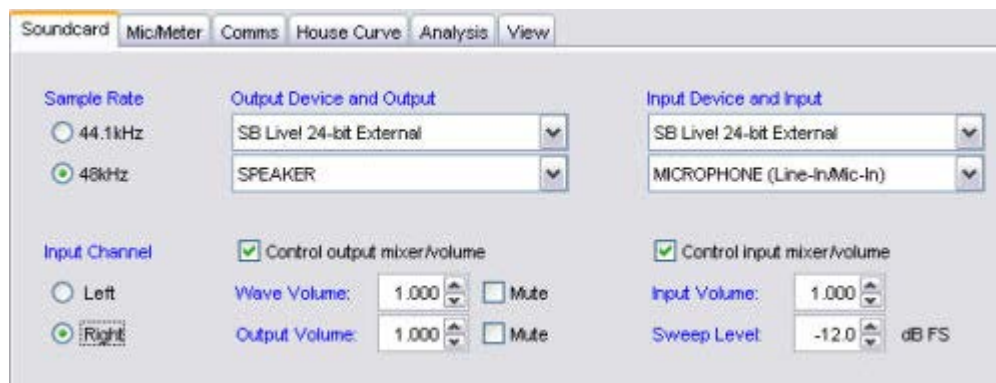 Soundcard Mic/Meter Comms House Curve Analysis View
Sample Rate Output Device and Output Input Device and Input
44.1kHz SB Live! 24-bit External SB Live! 24-bit External
48kHz SPEAKER MICROPHONE (Line-In/Mic-In)
Input Channel Control output mixer/volume Control input mixer/volume
Left Wave Volume: 1.000 Mute Input Volume: 1.000
Right Output Volume: 1.000 Mute Sweep Level: -12.0 dB FS